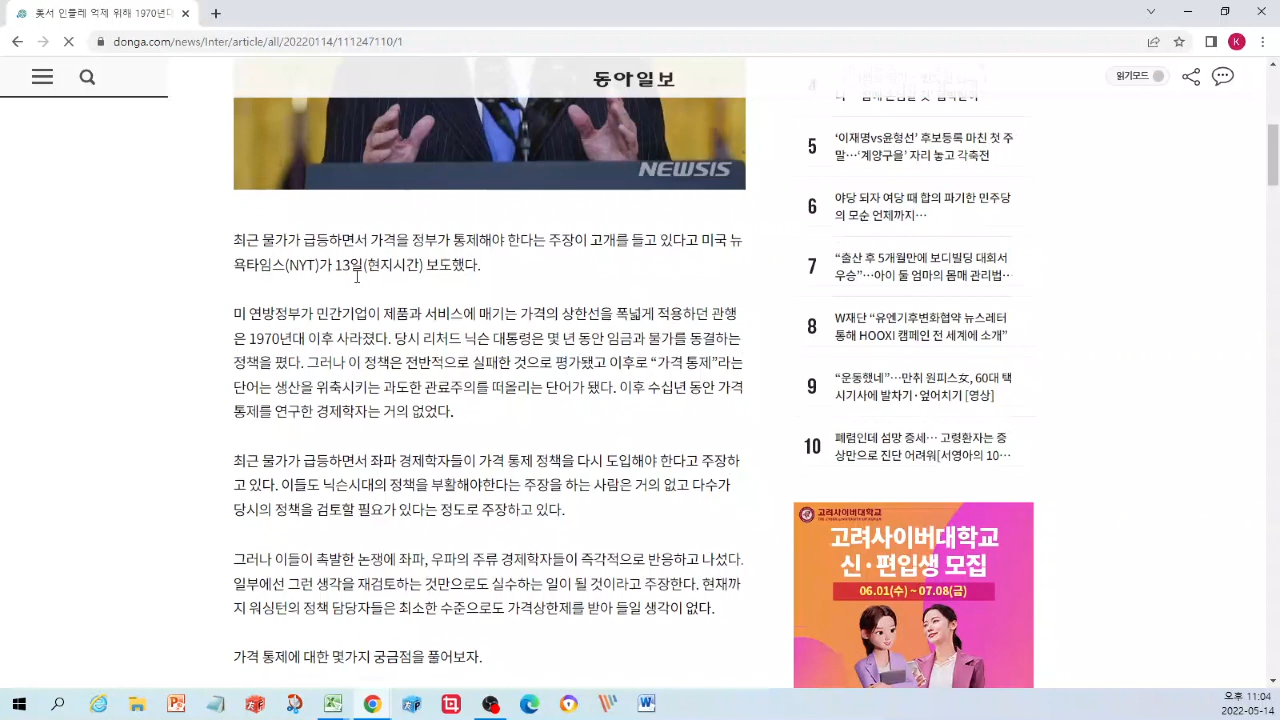 美서 인플레 억제 위해 1970년대
donga.com/news/Inter/article/all/20220114/111247110/1
K
동아일보
읽기모드
NEWSIS
최근 물가가 급등하면서 가격을 정부가 통제해야 한다는 주장이 고개를 들고 있다고 미국 뉴
욕타임스(NYT)가 13일(현지시간) 보도했다.
미 연방정부가 민간기업이 제품과 서비스에 매기는 가격의 상한선을 폭넓게 적용하던 관행
은 1970년대 이후 사라졌다. 당시 리처드 닉슨 대통령은 몇 년 동안 임금과 물가를 동결하는
정책을 폈다. 그러나 이 정책은 전반적으로 실패한 것으로 평가됐고 이후로 “가격 통제”라는
단어는 생산을 위축시키는 과도한 관료주의를 떠올리는 단어가 됐다. 이후 수십년 동안 가격
통제를 연구한 경제학자는 거의 없었다.
최근 물가가 급등하면서 좌파 경제학자들이 가격 통제 정책을 다시 도입해야 한다고 주장하
고 있다. 이들도 닉슨시대의 정책을 부활해야한다는 주장을 하는 사람은 거의 없고 다수가
당시의 정책을 검토할 필요가 있다는 정도로 주장하고 있다.
그러나 이들이 촉발한 논쟁에 좌파, 우파의 주류 경제학자들이 즉각적으로 반응하고 나섰다.
일부에선 그런 생각을 재검토하는 것만으로도 실수하는 일이 될 것이라고 주장한다. 현재까
지 워싱턴의 정책 담당자들은 최소한 수준으로도 가격상한제를 받아 들일 생각이 없다.
가격 통제에 대한 몇가지 궁금점을 풀어보자.
5 ‘이재명vs윤형선’ 후보등록 마친 첫 주
말…‘계양구을’ 자리 놓고 각축전
6 야당 되자 여당 때 합의 파기한 민주당
의 모순 언제까지…
7 “출산 후 5개월만에 보디빌딩 대회서
우승”…아이 둘 엄마의 몸매 관리법…
8 W재단 “유엔기후변화협약 뉴스레터
통해 HOOXI 캠페인 전 세계에 소개”
9 “운동했네”…만취 원피스女, 60대 택
시기사에 발차기·엎어치기 [영상]
10 폐렴인데 섬망 증세… 고령환자는 증
상만으로 진단 어려워[서영아의 10…
고려사이버대학교
고려사이버대학교
신·편입생 모집
06.01(수) ~ 07.08(금)
오후 11:04
2022-05-14